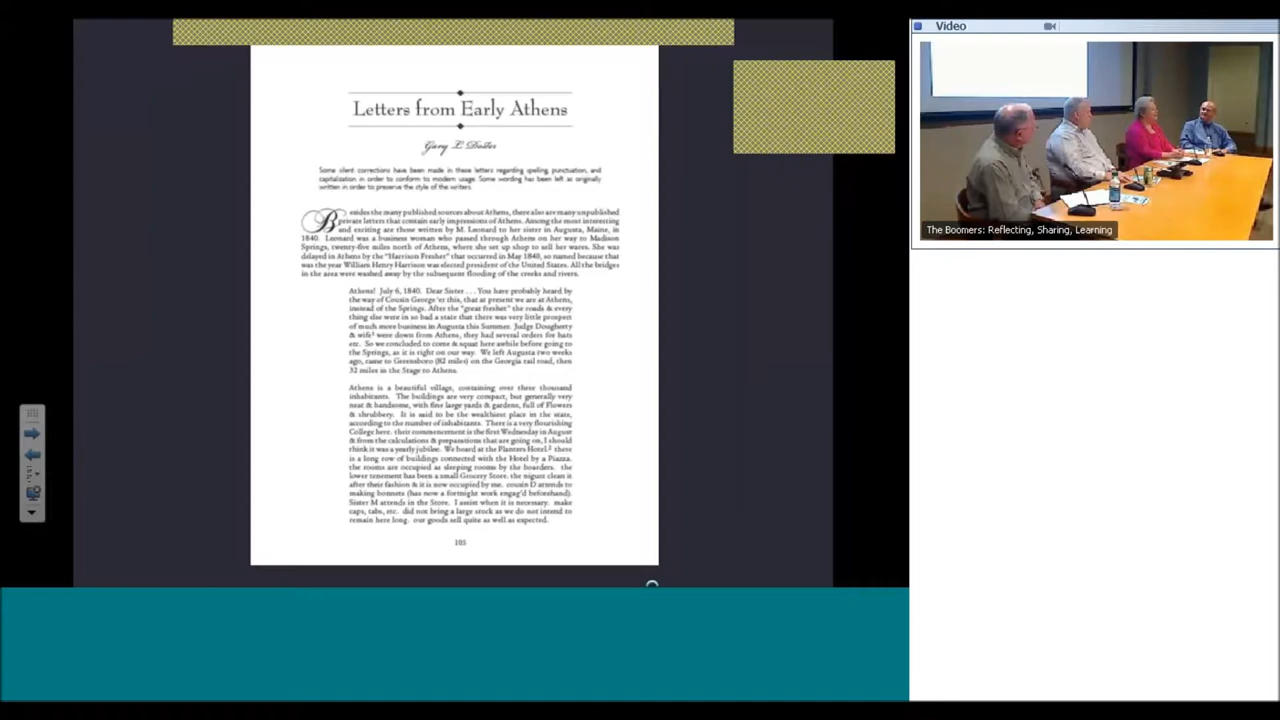 Letters from Early Athens
Gary L. Doster
Some silent corrections have been made in these letters regarding spelling, punctuation, and
capitalization in order to conform to modern usage. Some wording has been left as originally
written in order to preserve the style of the writers.
Besides the many published sources about Athens, there also are many unpublished
private letters that contain early impressions of Athens. Among the most interesting
and exciting are those written by M. Leonard to her sister in Augusta, Maine, in
1840. Leonard was a business woman who passed through Athens on her way to Madison
Springs, twenty-five miles north of Athens, where she set up shop to sell her wares. She was
delayed in Athens by the "Harrison Freshet" that occurred in May 1840, so named because that
was the year William Henry Harrison was elected president of the United States. All the bridges
in the area were washed away by the subsequent flooding of the creeks and rivers.
Athens! July 6, 1840. Dear Sister . . . You have probably heard by
the way of Cousin George 'er this, that at present we are at Athens,
instead of the Springs. After the "great freshet" the roads & every
thing else were in so bad a state that there was very little prospect
of much more business in Augusta this Summer. Judge Dougherty
& wife¹ were down from Athens, they had several orders for hats
etc. So we concluded to come & squat here awhile before going to
the Springs, as it is right on our way. We left Augusta two weeks
ago, came to Greensboro (82 miles) on the Georgia rail road, then
32 miles in the Stage to Athens.
Athens is a beautiful village, containing over three thousand
inhabitants. The buildings are very compact, but generally very
neat & handsome, with fine large yards & gardens, full of Flowers
& shrubbery. It is said to be the wealthiest place in the state,
according to the number of inhabitants. There is a very flourishing
College here. their commencement is the first Wednesday in August
& from the calculations & preparations that are going on, I should
think it was a yearly jubilee. We board at the Planters Hotel.² there
is a long row of buildings connected with the Hotel by a Piazza.
the rooms are occupied as sleeping rooms by the boarders. the
lower tenement has been a small Grocery Store. the nigurs clean it
after their fashion & it is now occupied by me. cousin D attends to
making bonnets (has now a fortnight work engag'd beforehand).
Sister M attends in the Store. I assist when it is necessary. make
caps, tabs, etc. did not bring a large stock as we do not intend to
remain here long. our goods sell quite as well as expected.
105
Video
The Boomers: Reflecting, Sharing, Learning